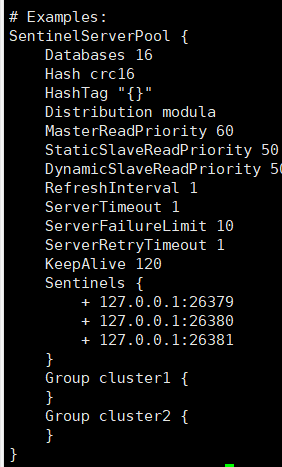 # Examples:
SentinelServerPool {
    Databases 16
    Hash crc16
    HashTag "{}"
    Distribution modula
    MasterReadPriority 60
    StaticSlaveReadPriority 50
    DynamicSlaveReadPriority 50
    RefreshInterval 1
    ServerTimeout 1
    ServerFailureLimit 10
    ServerRetryTimeout 1
    KeepAlive 120
    Sentinels {
        + 127.0.0.1:26379
        + 127.0.0.1:26380
        + 127.0.0.1:26381
    }
    Group cluster1 {
    }
    Group cluster2 {
    }
}